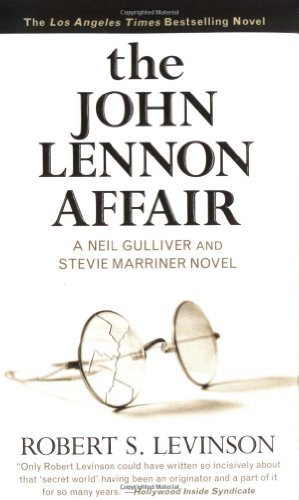 The Los Angeles Times Bestselling Novel
the
JOHN
LENNON
AFFAIR
A NEIL GULLIVER AND
STEVIE MARRINER NOVEL
ROBERT S. LEVINSON
"Only Robert Levinson could have written so incisively about
that 'secret world' having been an originator and a part of it
for so many years." —Hollywood Inside Syndicate
Copyrighted Material